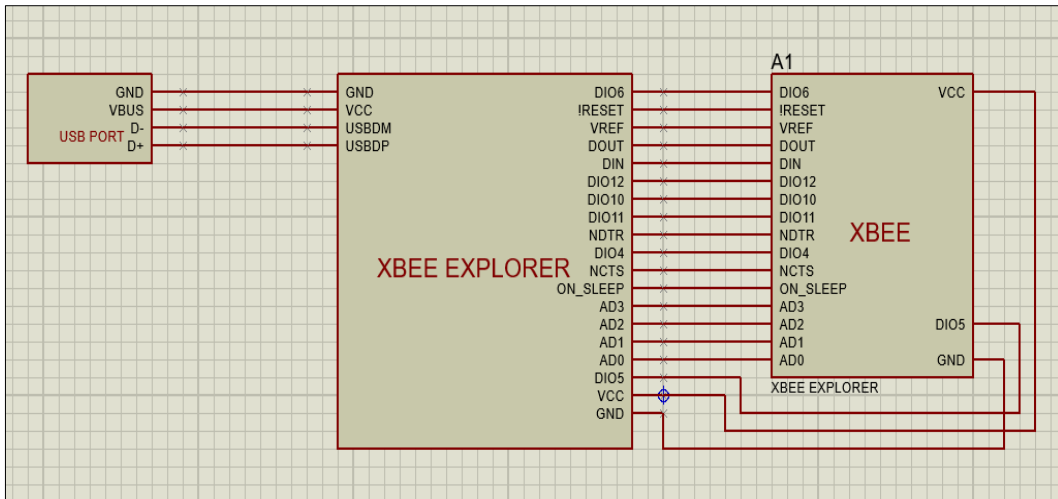 A1
GND
VBUS
D-
D+
USB PORT
GND
VCC
USBDM
USBDP
XBEE EXPLORER
DIO6
!RESET
VREF
DOUT
DIN
DIO12
DIO10
DIO11
NDTR
DIO4
NCTS
ON_SLEEP
AD3
AD2
AD1
AD0
DIO5
VCC
GND
DIO6
!RESET
VREF
DOUT
DIN
DIO12
DIO10
DIO11
NDTR
DIO4
NCTS
ON_SLEEP
AD3
AD2
AD1
AD0
XBEE
VCC
DIO5
GND
XBEE EXPLORER